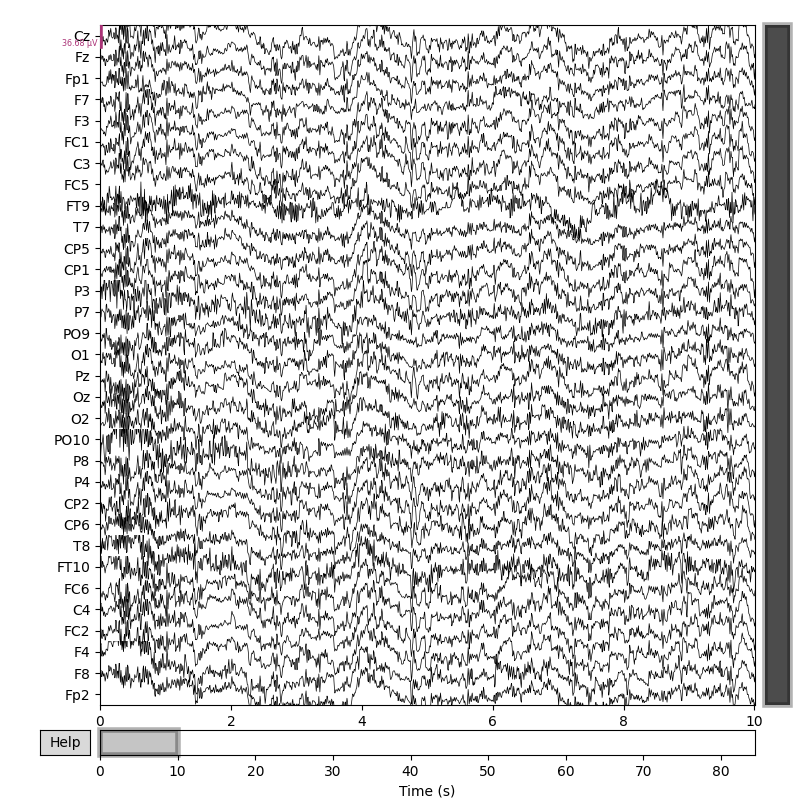 Cz
36.68 µV
Fz
Fp1
F7
F3
FC1
C3
FC5
FT9
T7
CP5
CP1
P3
P7
PO9
O1
Pz
Oz
O2
PO10
P8
P4
CP2
CP6
T8
FT10
FC6
C4
FC2
F4
F8
Fp2
0 2 4 6 8 10
Help
0 10 20 30 40 50 60 70 80
Time (s)